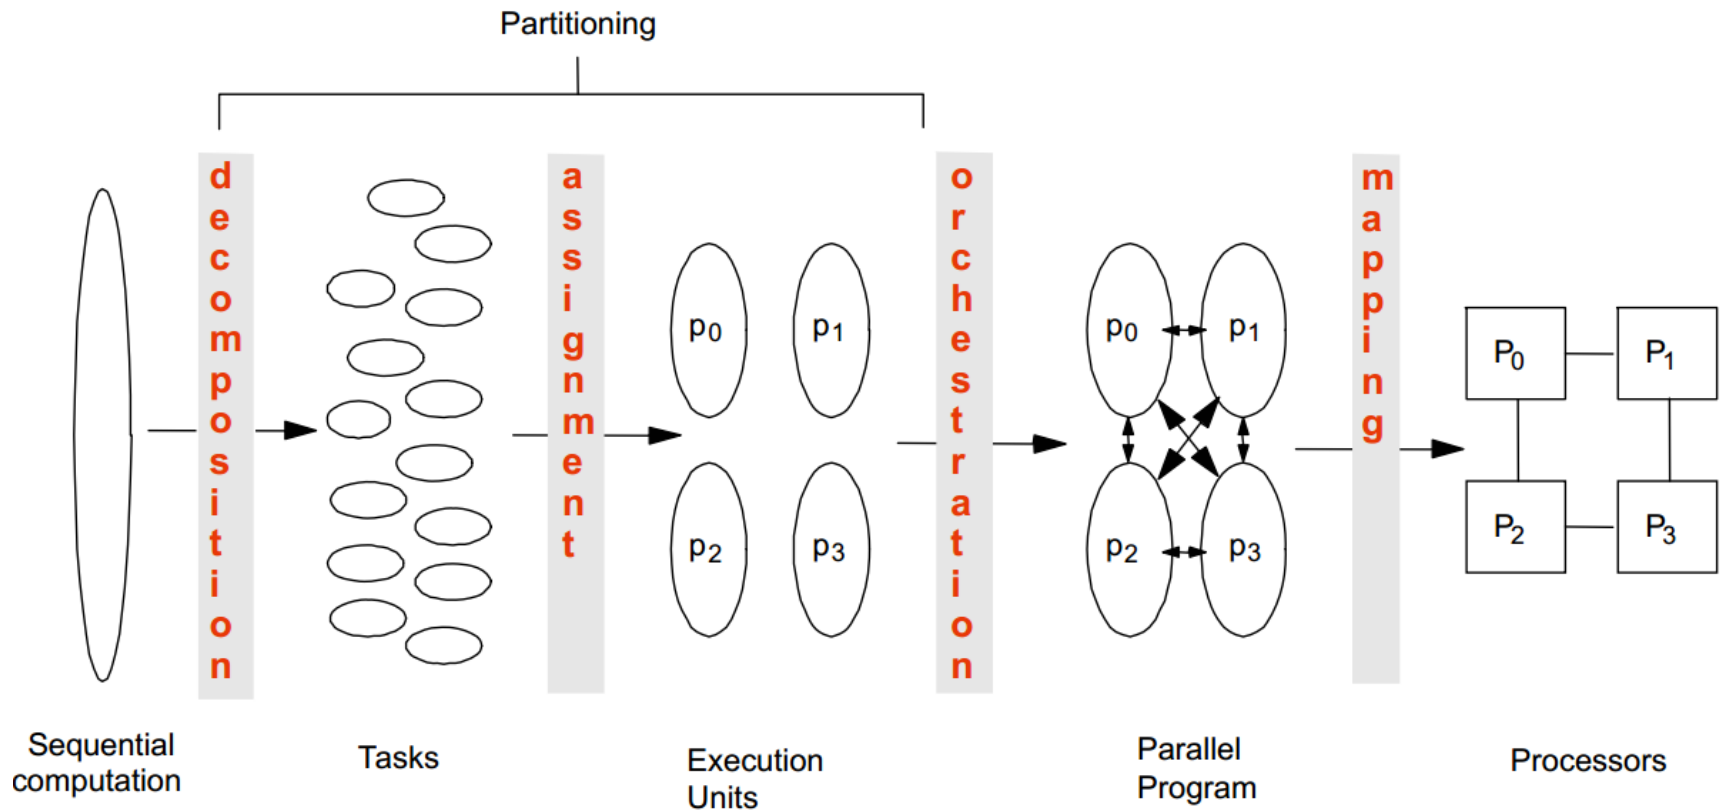 Partitioning
decomposition
assignment
orchestration
mapping
p0
p1
p2
p3
p0
p1
p2
p3
P0
P1
P2
P3
Sequential
computation
Tasks
Execution
Units
Parallel
Program
Processors